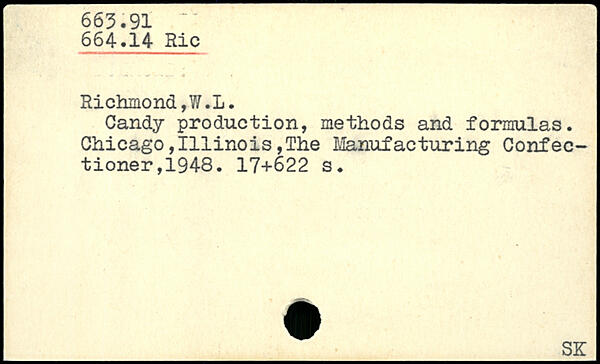 663.91
664.14 Ric
Richmond,W.L.
Candy production, methods and formulas.
Chicago,Illinois,The Manufacturing Confec-
tioner,1948. 17+622 s.
SK